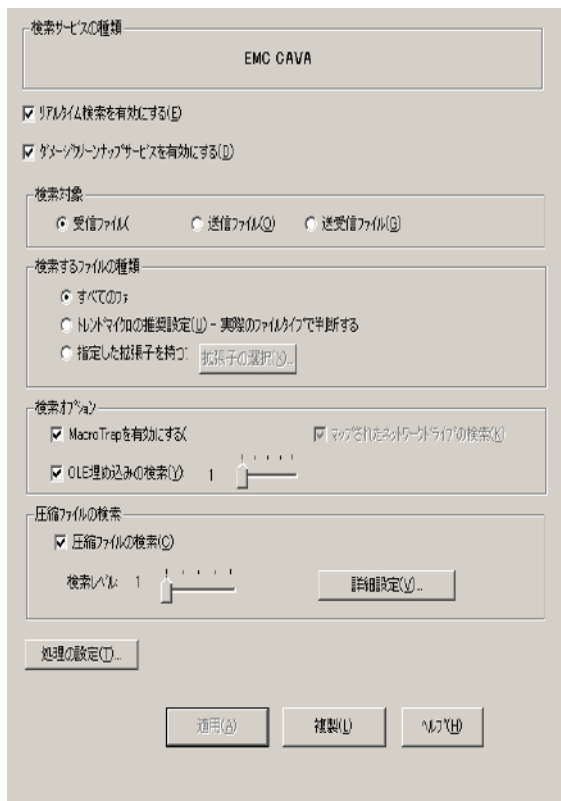 検索サービスの種類
EMC CAVA
リアルタイム検索を有効にする(E)
ダメージクリーンナップサービスを有効にする(D)
検索対象
受信ファイル( 送信ファイル(O) 送受信ファイル(G)
検索するファイルの種類
すべてのファ
トレンドマイクロの推奨設定(U) - 実際のファイルタイプで判断する
指定した拡張子を持つ: 拡張子の選択(X)...
検索オプション
MacroTrapを有効にする( マップされたネットワークドライブの検索(K)
OLE埋め込みの検索(Y): 1
圧縮ファイルの検索
圧縮ファイルの検索(C)
検索レベル: 1 詳細設定(V)...
処理の設定(T)...
適用(A) 複製(L) ヘルプ(H)